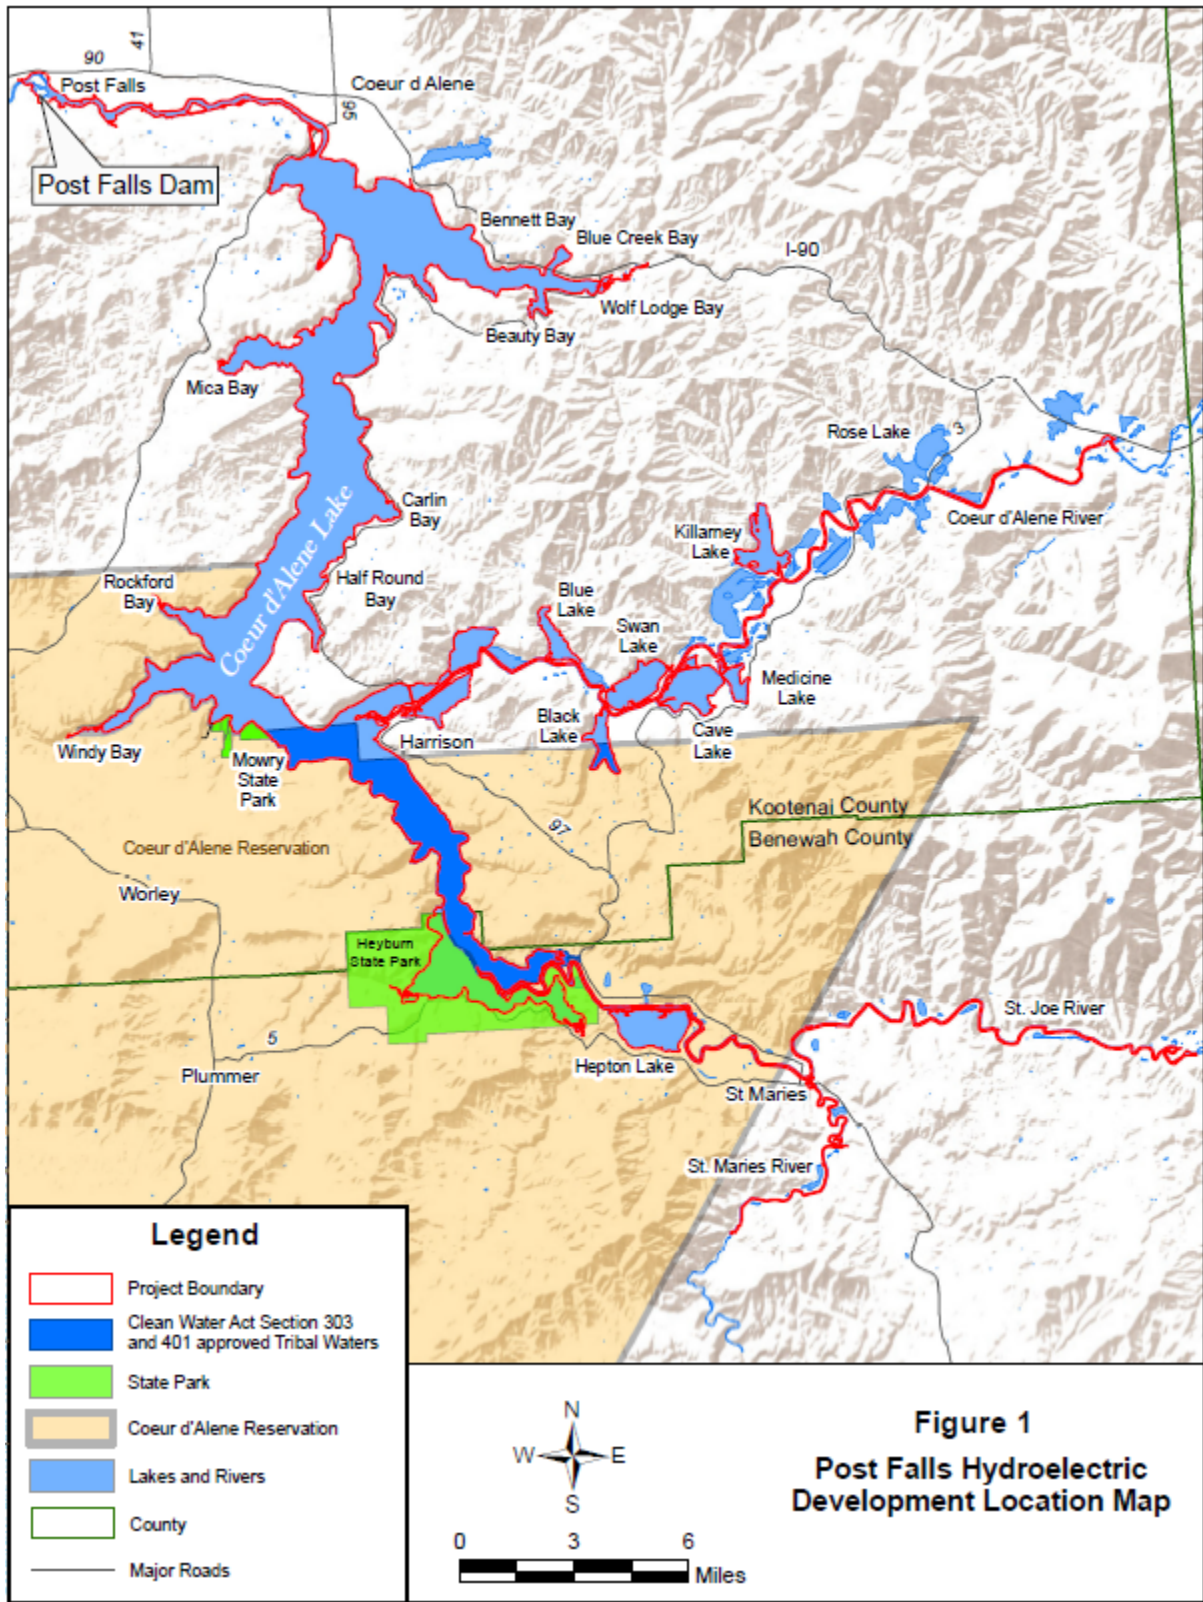 41
90
Post Falls
Coeur d Alene
95
Post Falls Dam
Bennett Bay
Blue Creek Bay
I-90
Wolf Lodge Bay
Beauty Bay
Mica Bay
Rose Lake
3
Carlin
Bay
Coeur d'Alene River
Killarney
Lake
Coeur d'Alene Lake
Rockford
Bay
Half Round
Bay
Blue
Lake
Swan
Lake
Medicine
Lake
Black
Lake
Cave
Lake
Harrison
Windy Bay
Mowry
State
Park
Kootenai County
Benewah County
97
Coeur d'Alene Reservation
Worley
Heyburn
State Park
St. Joe River
5
Plummer
Hepton Lake
St Maries
St. Maries River
Legend
Project Boundary
Clean Water Act Section 303
and 401 approved Tribal Waters
State Park
Coeur d'Alene Reservation
Lakes and Rivers
County
Major Roads
N
W
E
S
0 3 6
Miles
Figure 1
Post Falls Hydroelectric
Development Location Map